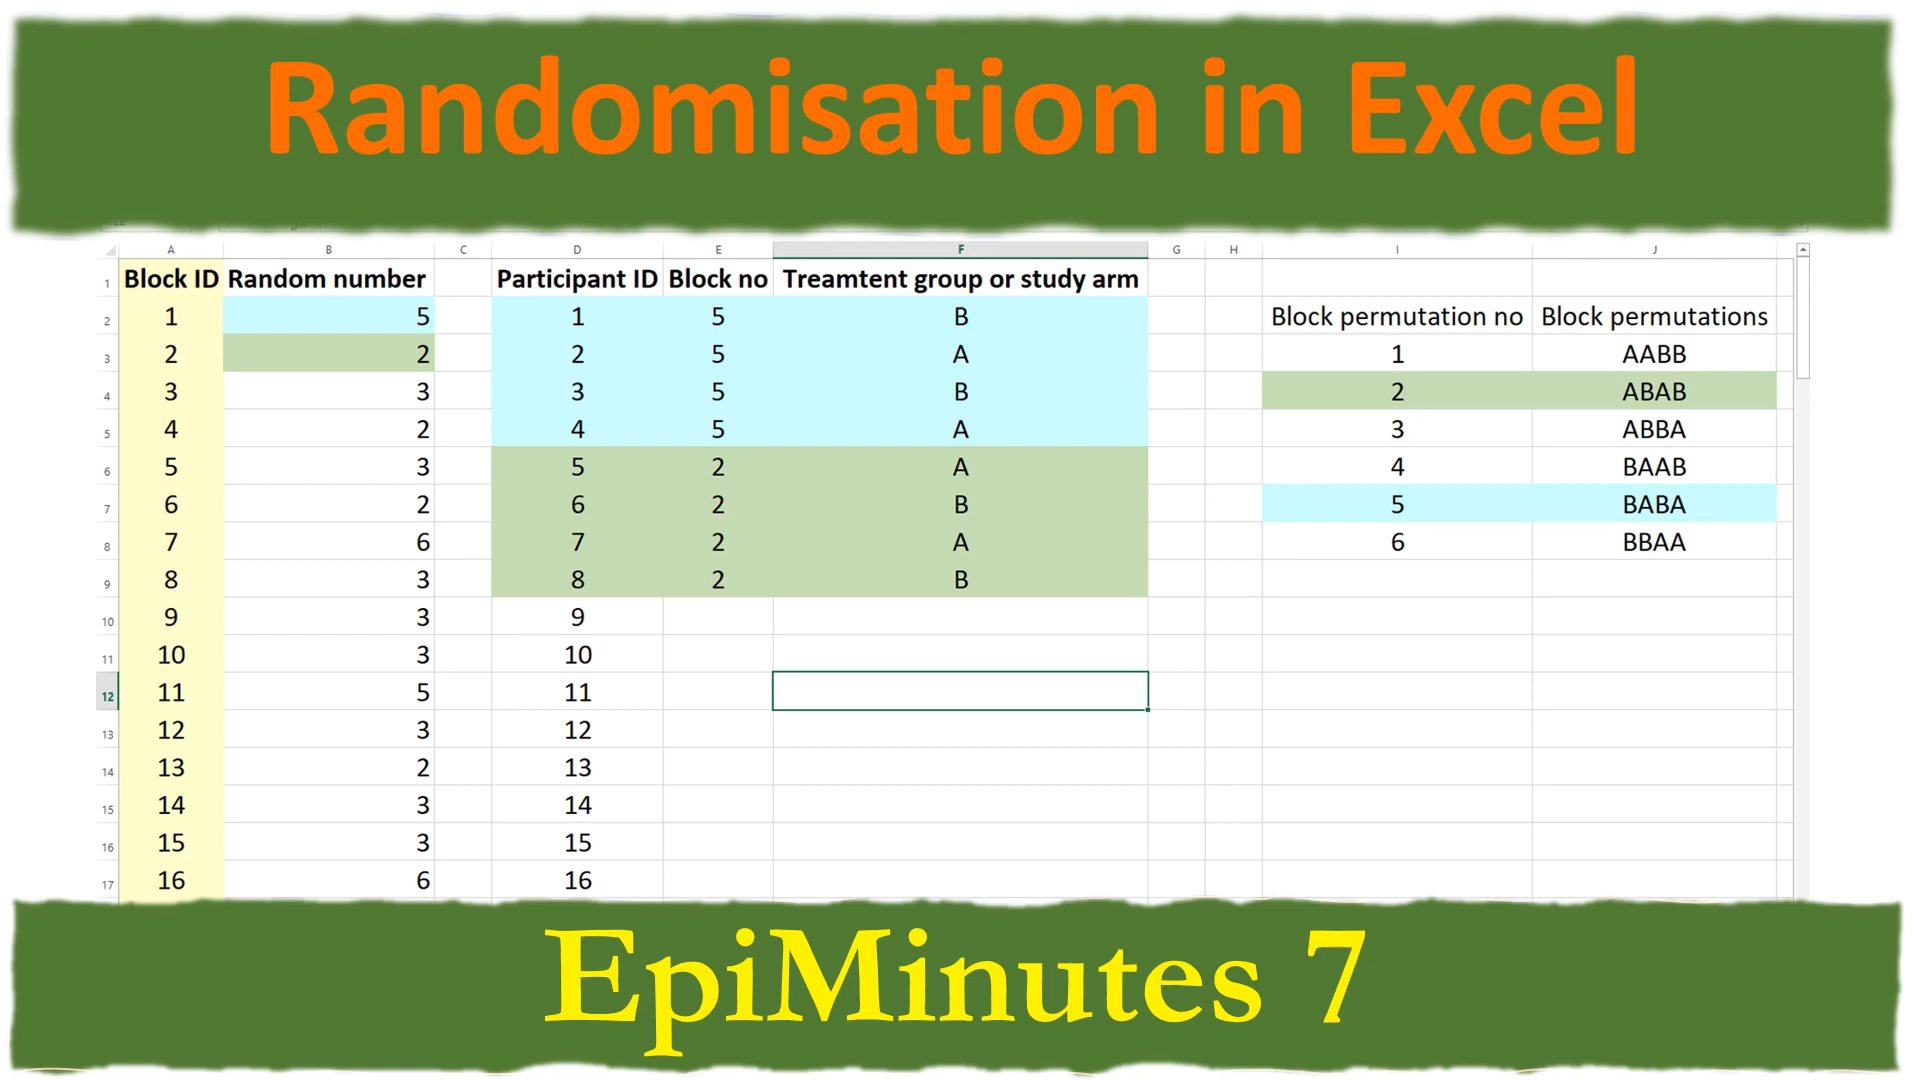 Randomisation in Excel
A B C D E F G H I J
1 Block ID Random number Participant ID Block no Treamtent group or study arm
2 1 5 1 5 B Block permutation no Block permutations
3 2 2 2 5 A 1 AABB
4 3 3 3 5 B 2 ABAB
5 4 2 4 5 A 3 ABBA
6 5 3 5 2 A 4 BAAB
7 6 2 6 2 B 5 BABA
8 7 6 7 2 A 6 BBAA
9 8 3 8 2 B
10 9 3 9
11 10 3 10
12 11 5 11
13 12 3 12
14 13 2 13
15 14 3 14
16 15 3 15
17 16 6 16
EpiMinutes 7